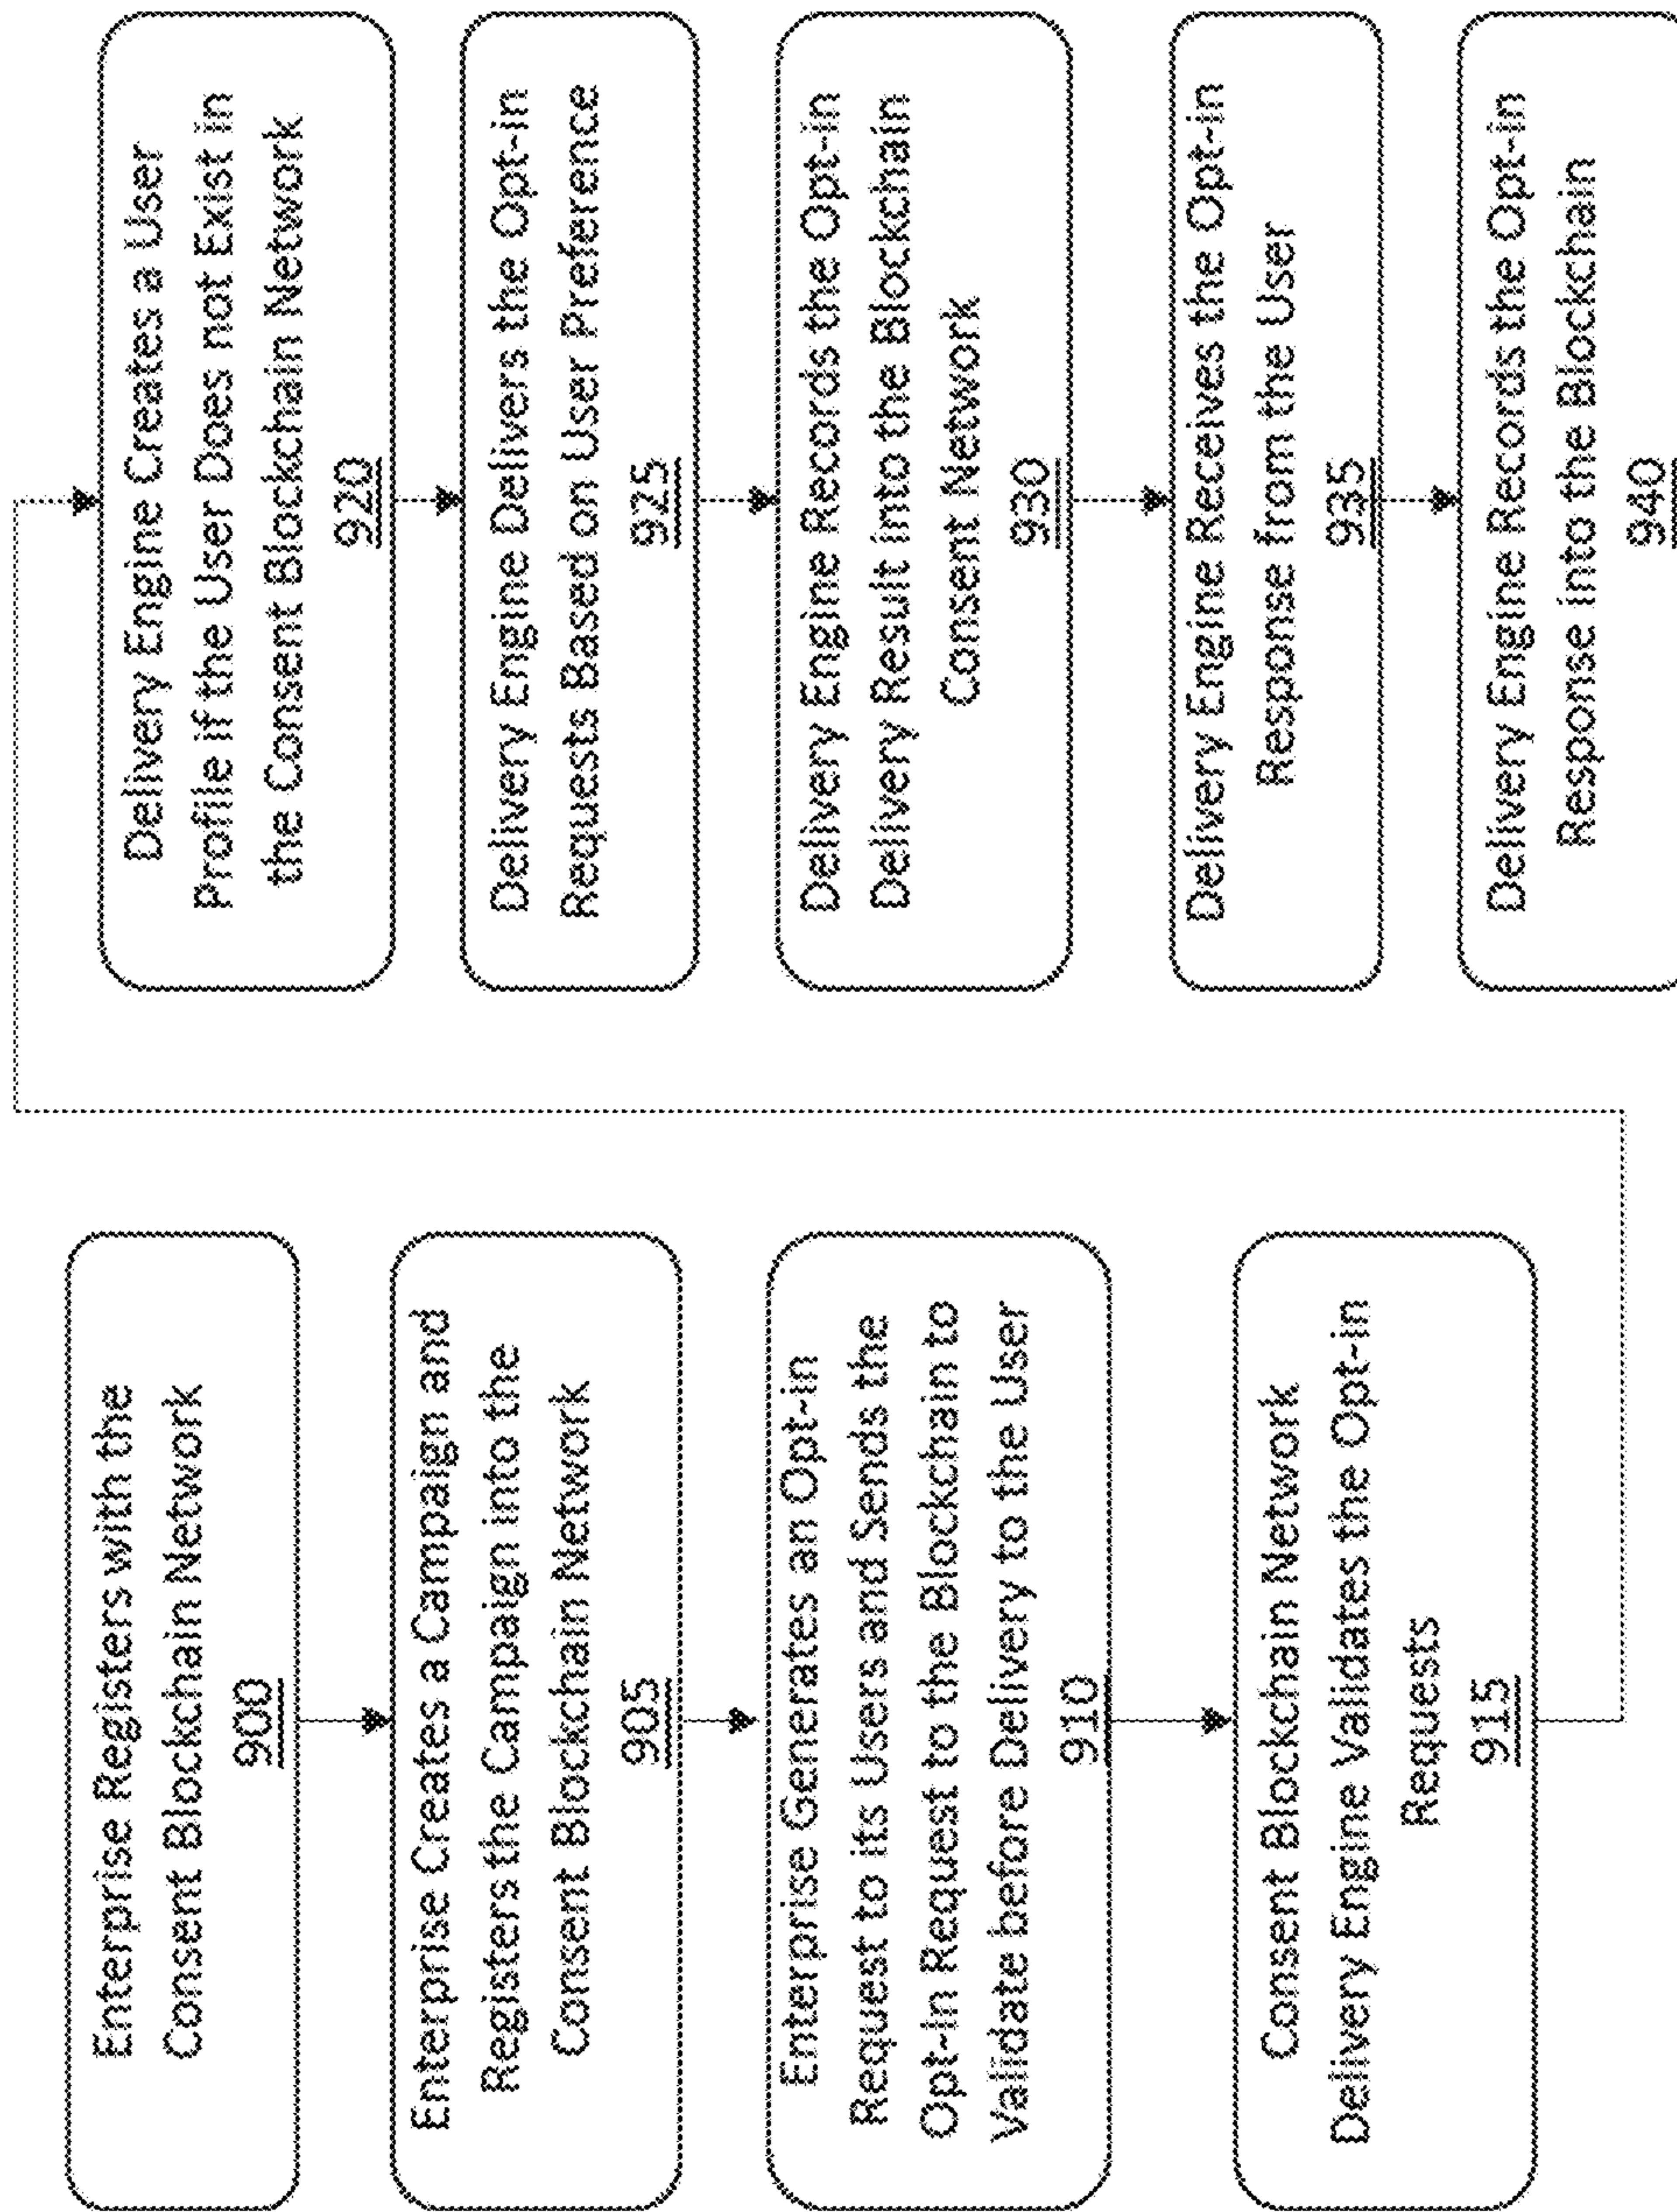 Enterprise Registers with the
Consent Blockchain Network
900
Enterprise Creates a Campaign and
Registers the Campaign into the
Consent Blockchain Network
905
Enterprise Generates an Opt-in
Request to its Users and Sends the
Opt-In Request to the Blockchain to
Validate before Delivery to the User
910
Consent Blockchain Network
Delivery Engine Validates the Opt-in
Requests
915
Delivery Engine Creates a User
Profile if the User Does not Exist in
the Consent Blockchain Network
920
Delivery Engine Delivers the Opt-in
Requests Based on User Preference
925
Delivery Engine Records the Opt-in
Delivery Result into the Blockchain
Consent Network
930
Delivery Engine Receives the Opt-in
Response from the User
935
Delivery Engine Records the Opt-in
Response into the Blockchain
940